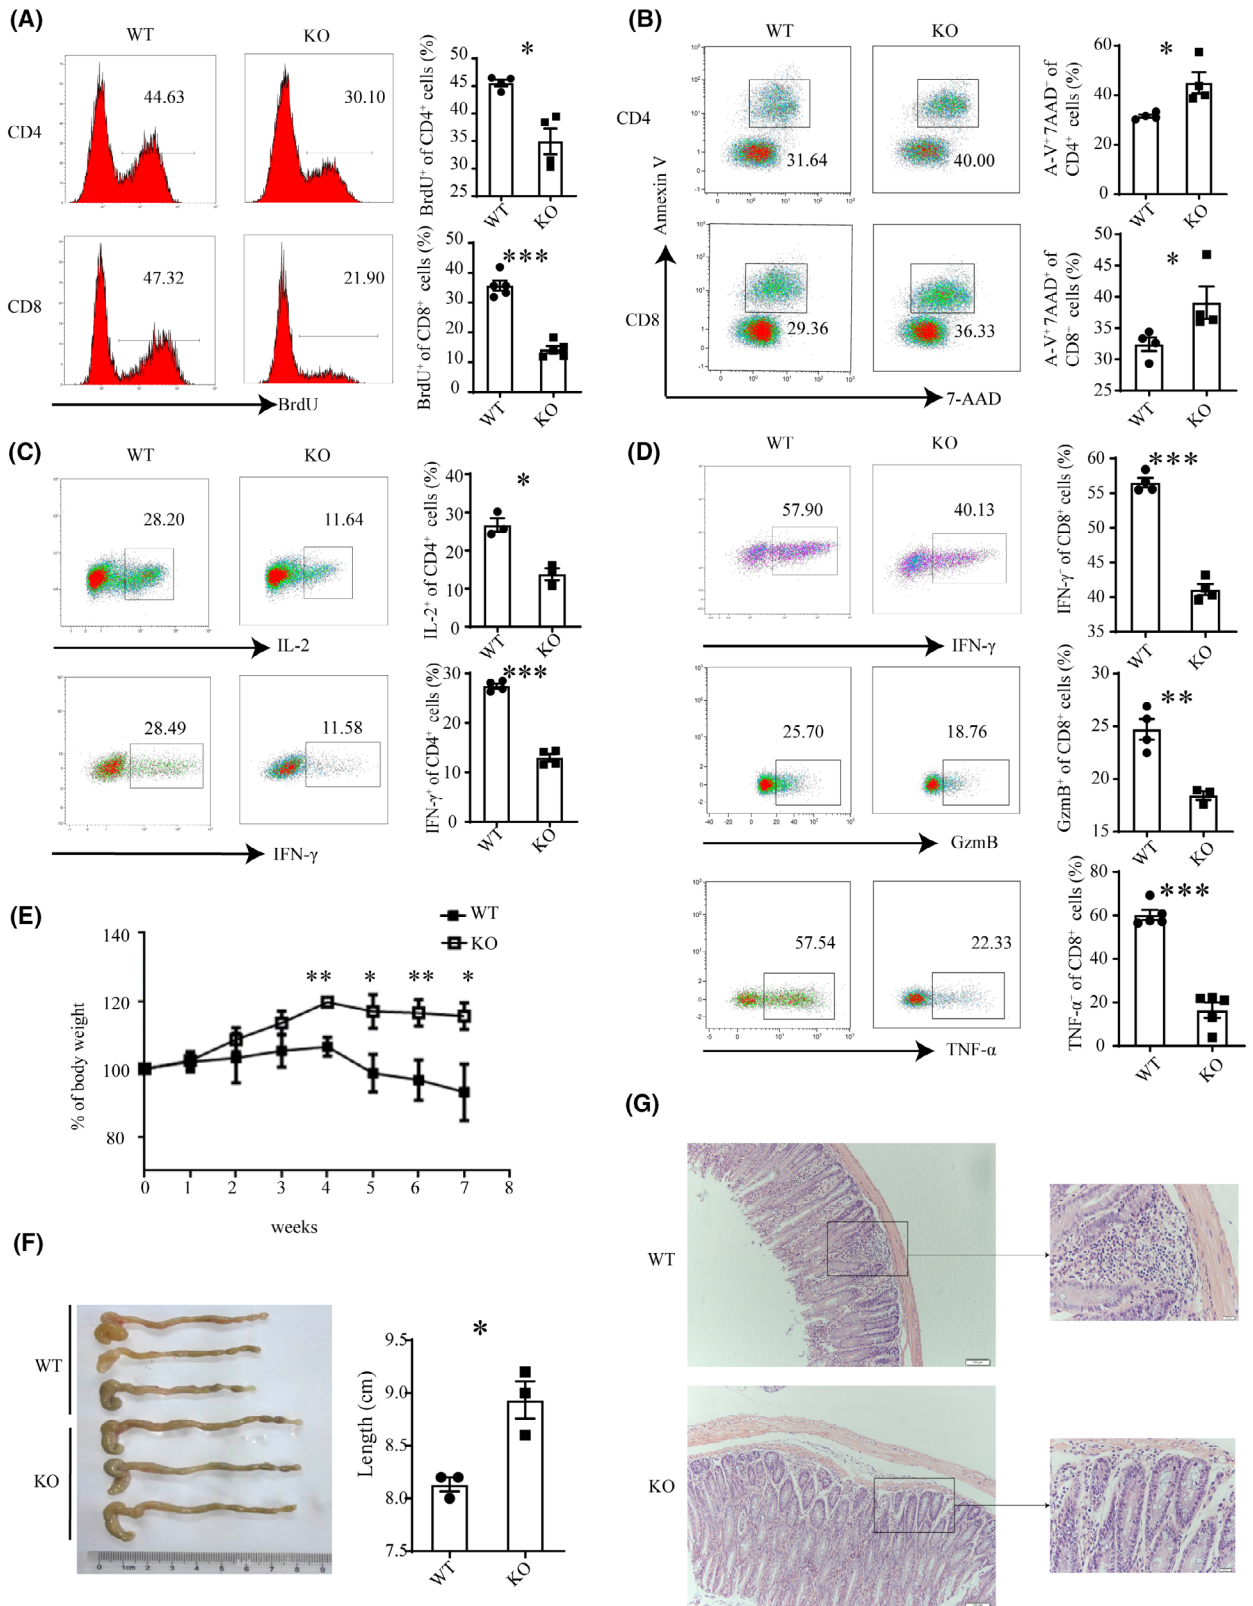 (A)
WT
KO
CD4
44.63
30.10
CD8
47.32
21.90
BrdU
BrdU⁺ of CD4⁺ cells (%)
45
40
35
30
25
*
WT
KO
BrdU⁺ of CD8⁺ cells (%)
50
40
30
20
10
0
***
WT
KO
(B)
WT
KO
CD4
31.64
40.00
Annexin V
CD8
29.36
36.33
7-AAD
A-V⁺7AAD⁻ of
CD4⁺ cells (%)
60
40
20
0
*
WT
KO
A-V⁺7AAD⁺ of
CD8⁻ cells (%)
50
45
40
35
30
25
*
WT
KO
(C)
WT
KO
28.20
11.64
IL-2
28.49
11.58
IFN-γ
IL-2⁺ of CD4⁺ cells (%)
40
30
20
10
0
*
WT
KO
IFN-γ⁺ of CD4⁺ cells (%)
30
20
10
0
***
WT
KO
(D)
WT
KO
57.90
40.13
IFN-γ
25.70
18.76
GzmB
57.54
22.33
TNF-α
IFN-γ⁻ of CD8⁺ cells (%)
60
55
50
45
40
35
***
WT
KO
GzmB⁺ of CD8⁺ cells (%)
30
25
20
15
**
WT
KO
TNF-α⁻ of CD8⁺ cells (%)
80
60
40
20
0
***
WT
KO
(E)
WT
KO
% of body weight
140
120
100
80
** * ** *
0 1 2 3 4 5 6 7 8
weeks
(F)
WT
KO
0 1cm 2 3 4 5 6 7 8 9
Length (cm)
9.5
9.0
8.5
8.0
7.5
*
WT
KO
(G)
WT
KO